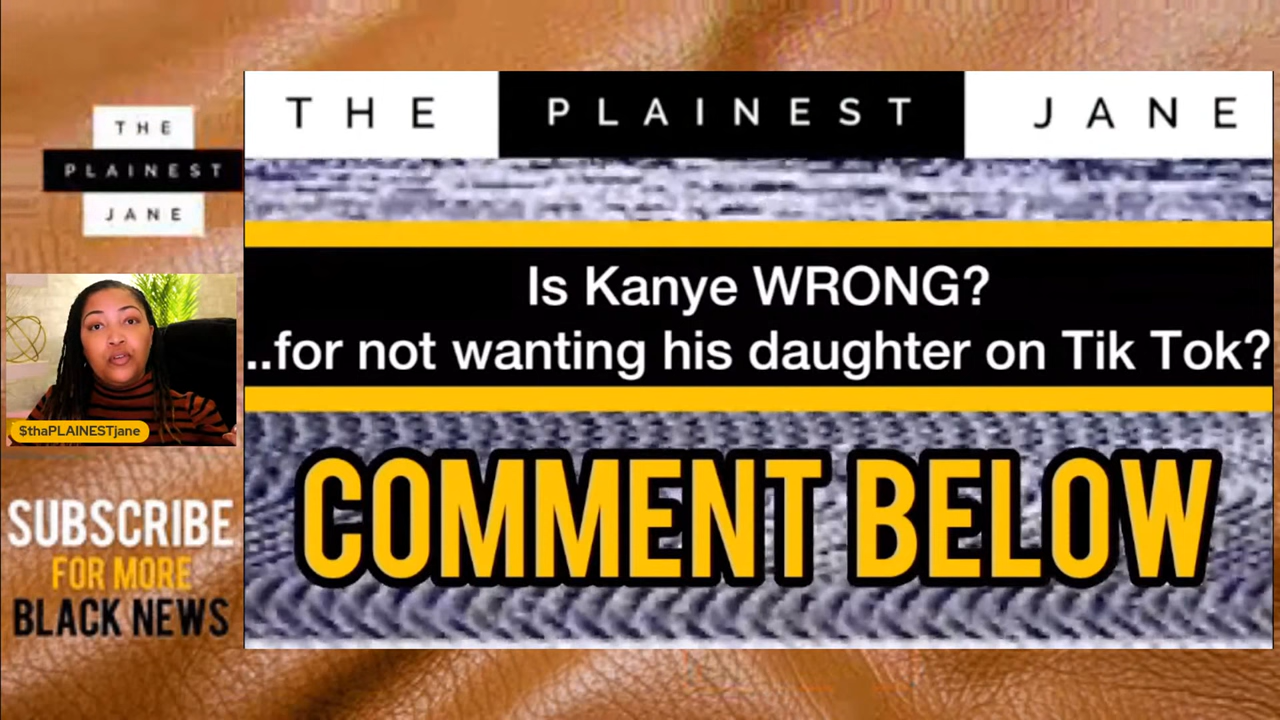 THE PLAINEST JANE
THE
PLAINEST
JANE
Is Kanye WRONG?
..for not wanting his daughter on Tik Tok?
$thaPLAINESTjane
COMMENT BELOW
SUBSCRIBE
FOR MORE
BLACK NEWS